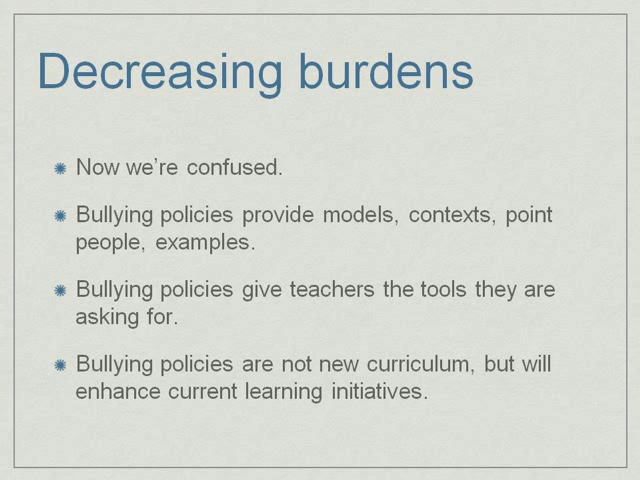 Decreasing burdens
Now we’re confused.
Bullying policies provide models, contexts, point
people, examples.
Bullying policies give teachers the tools they are
asking for.
Bullying policies are not new curriculum, but will
enhance current learning initiatives.